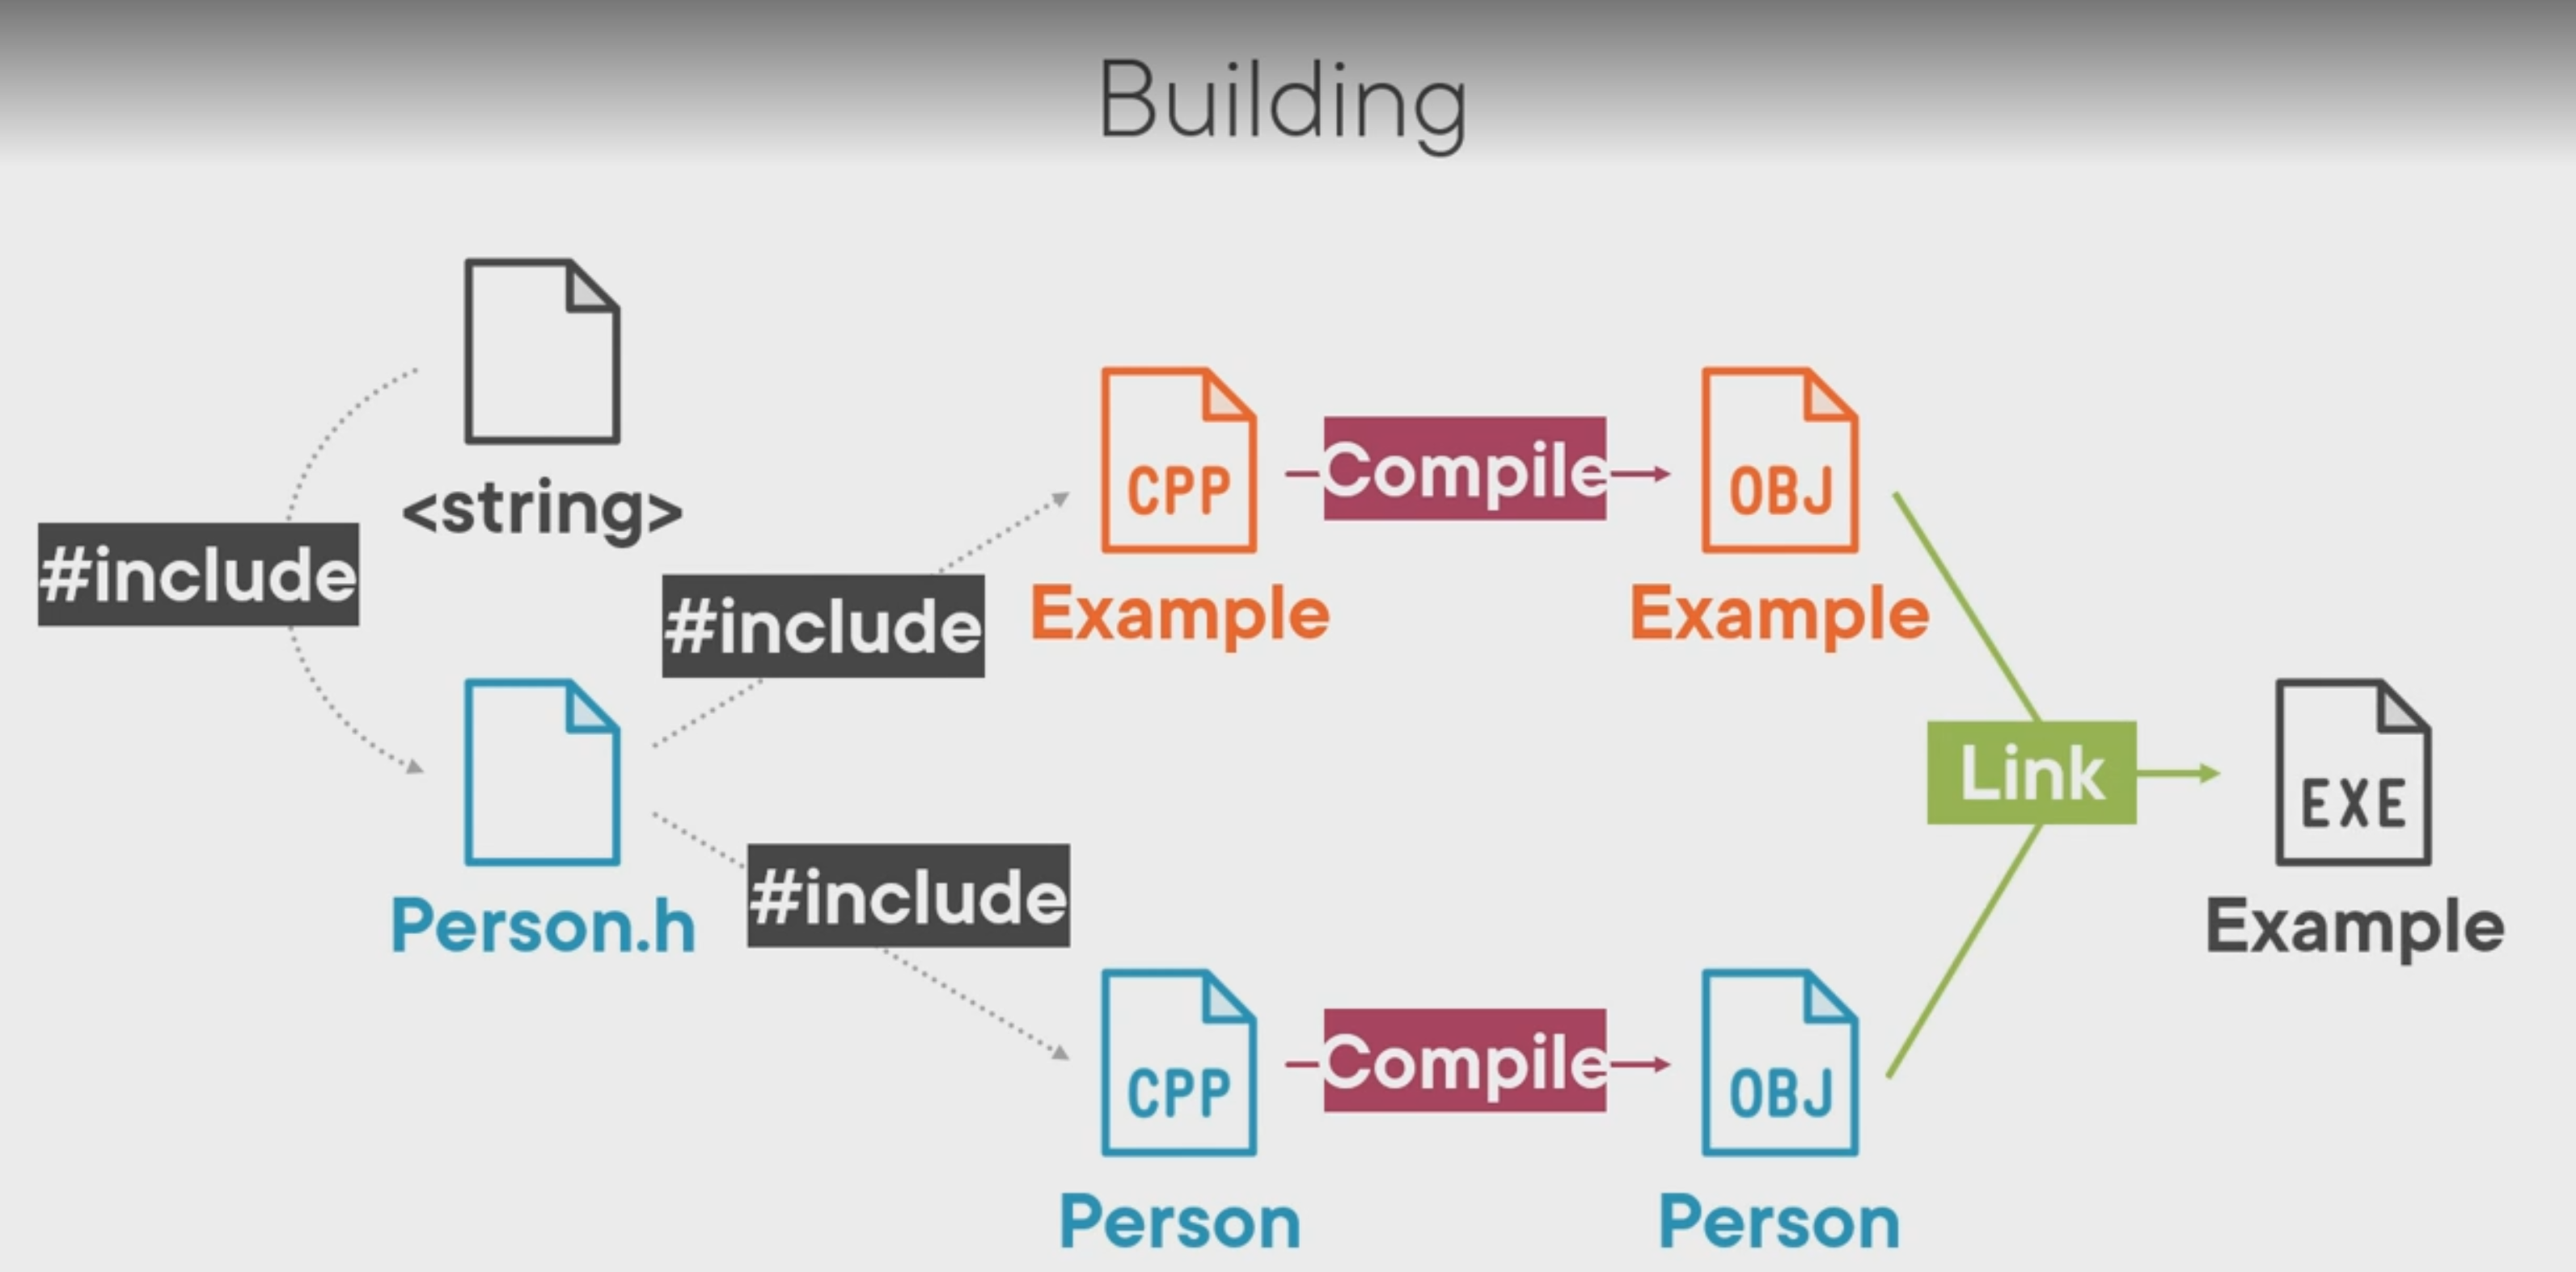 Building
<string>
#include
#include
Person.h
#include
CPP
Example
Compile
OBJ
Example
CPP
Person
Compile
OBJ
Person
Link
EXE
Example